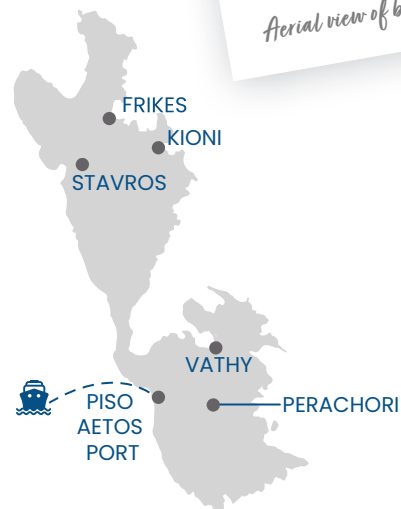 Aerial view of b
FRIKES
KIONI
STAVROS
VATHY
PISO
AETOS
PORT
PERACHORI